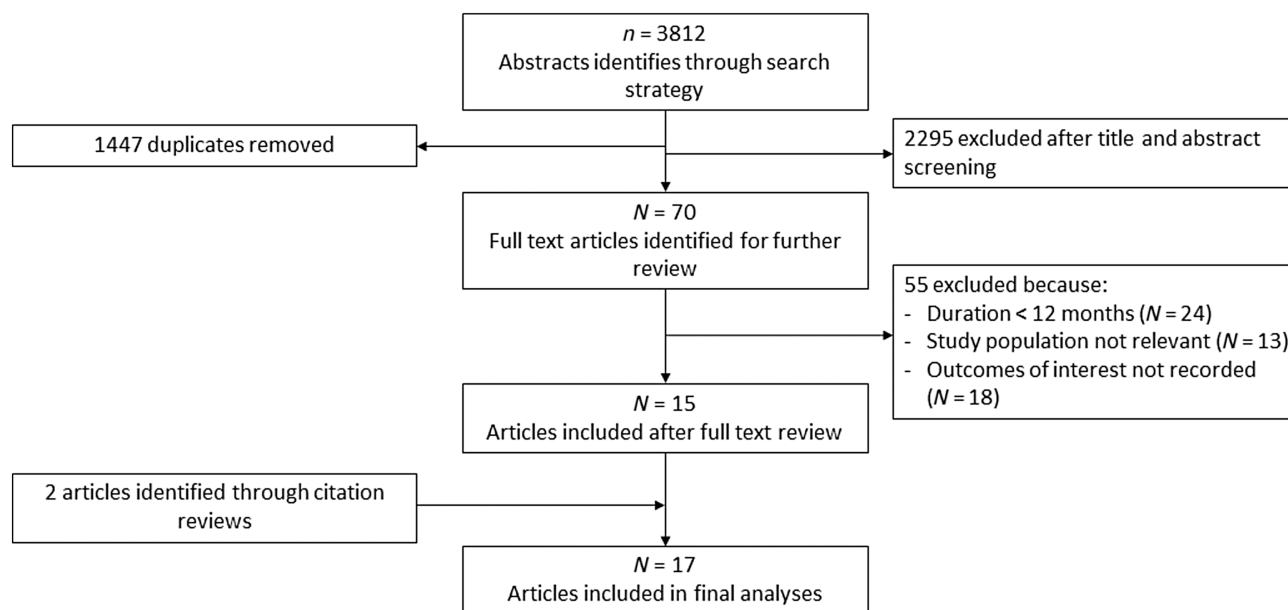 n = 3812
Abstracts identifies through search
strategy
1447 duplicates removed
2295 excluded after title and abstract
screening
N = 70
Full text articles identified for further
review
55 excluded because:
- Duration < 12 months (N = 24)
- Study population not relevant (N = 13)
- Outcomes of interest not recorded
(N = 18)
N = 15
Articles included after full text review
2 articles identified through citation
reviews
N = 17
Articles included in final analyses